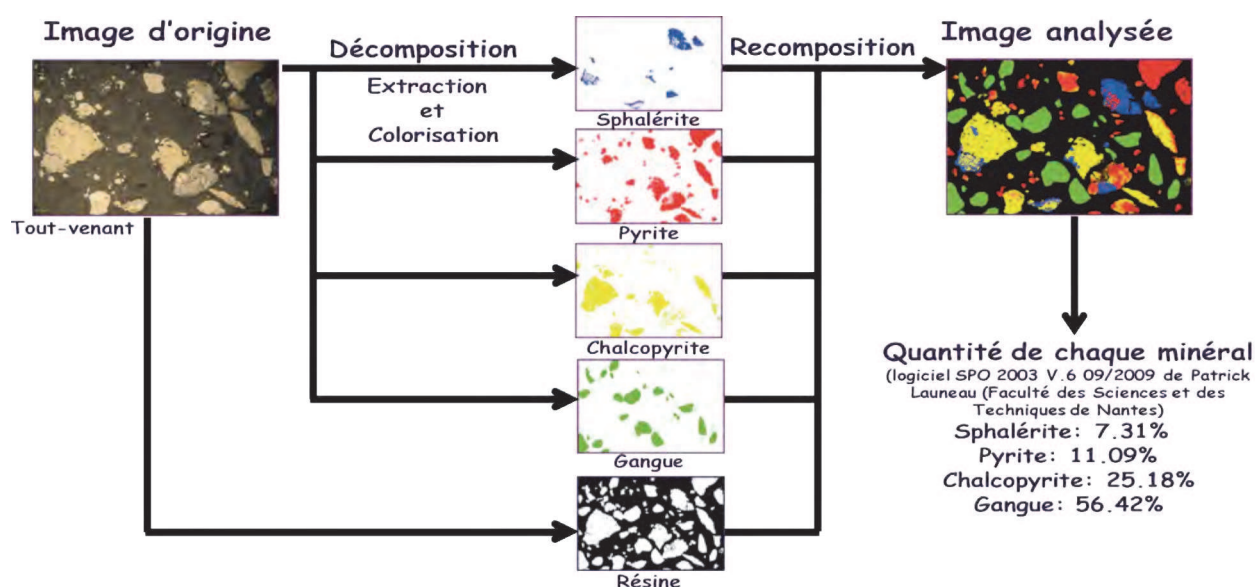 Image d'origine
Tout-venant
Décomposition
Extraction
et
Colorisation
Sphalérite
Pyrite
Chalcopyrite
Gangue
Résine
Recomposition
Image analysée
Quantité de chaque minéral
(logiciel SPO 2003 V.6 09/2009 de Patrick
Launeau (Faculté des Sciences et des
Techniques de Nantes)
Sphalérite: 7.31%
Pyrite: 11.09%
Chalcopyrite: 25.18%
Gangue: 56.42%